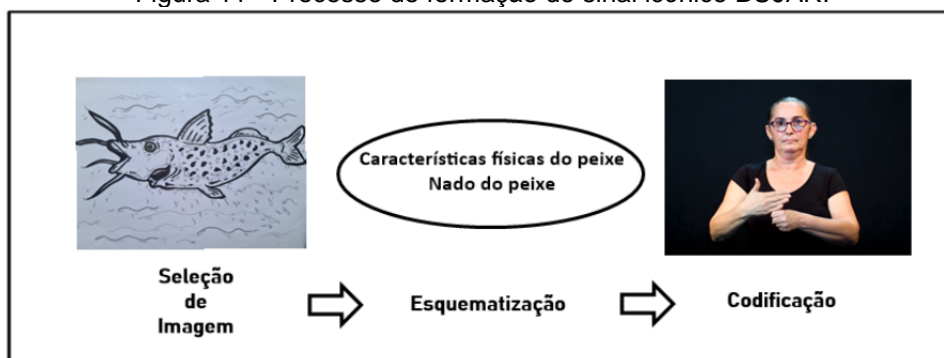 Características físicas do peixe
Nado do peixe
Seleção
de
Imagem
Esquematização
Codificação